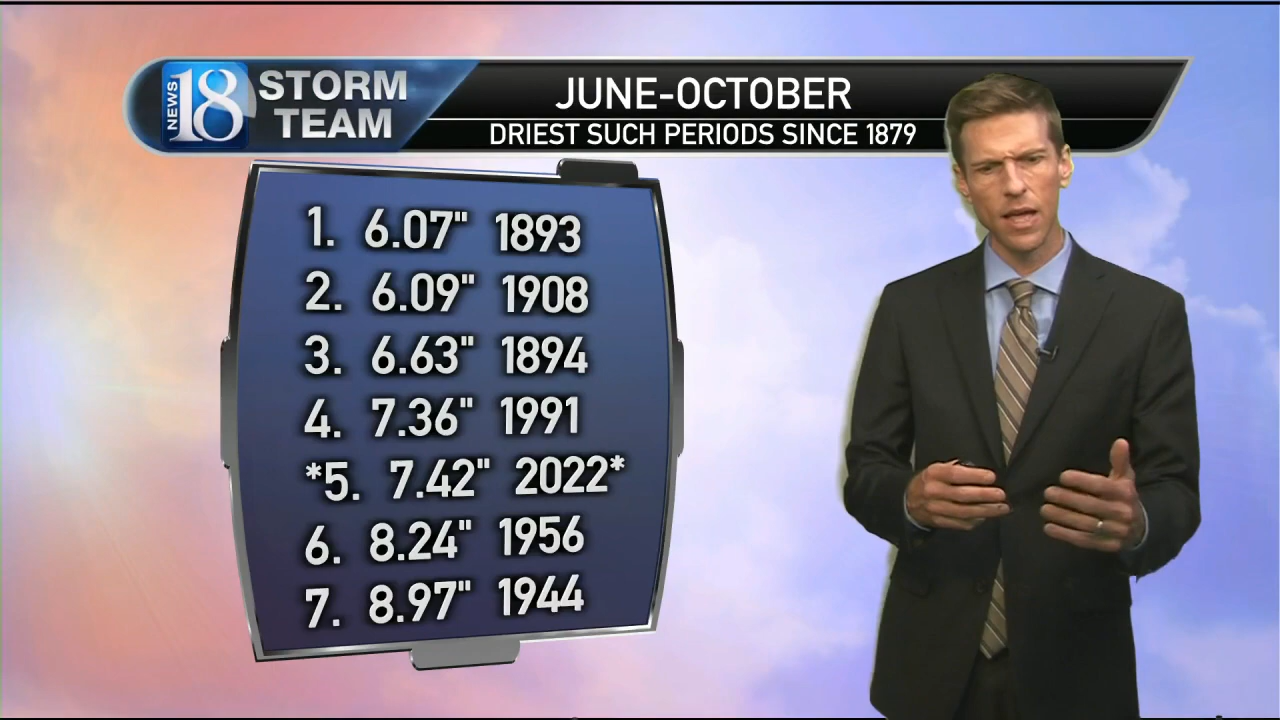 NEWS 18 STORM TEAM
JUNE-OCTOBER
DRIEST SUCH PERIODS SINCE 1879
1. 6.07" 1893
2. 6.09" 1908
3. 6.63" 1894
4. 7.36" 1991
*5. 7.42" 2022*
6. 8.24" 1956
7. 8.97" 1944